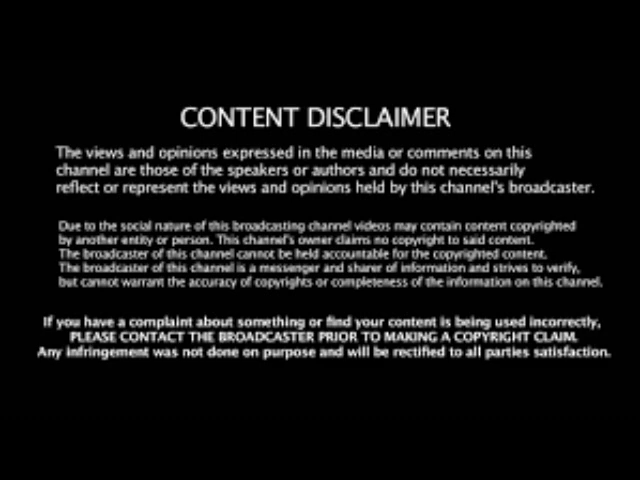 CONTENT DISCLAIMER
The views and opinions expressed in the media or comments on this
channel are those of the speakers or authors and do not necessarily
reflect or represent the views and opinions held by this channel's broadcaster.
Due to the social nature of this broadcasting channel videos may contain content copyrighted
by another entity or person. This channel's owner claims no copyright to said content.
The broadcaster of this channel cannot be held accountable for the copyrighted content.
The broadcaster of this channel is a messenger and sharer of information and strives to verify,
but cannot warrant the accuracy of copyrights or completeness of the information on this channel.
If you have a complaint about something or find your content is being used incorrectly,
PLEASE CONTACT THE BROADCASTER PRIOR TO MAKING A COPYRIGHT CLAIM.
Any infringement was not done on purpose and will be rectified to all parties satisfaction.